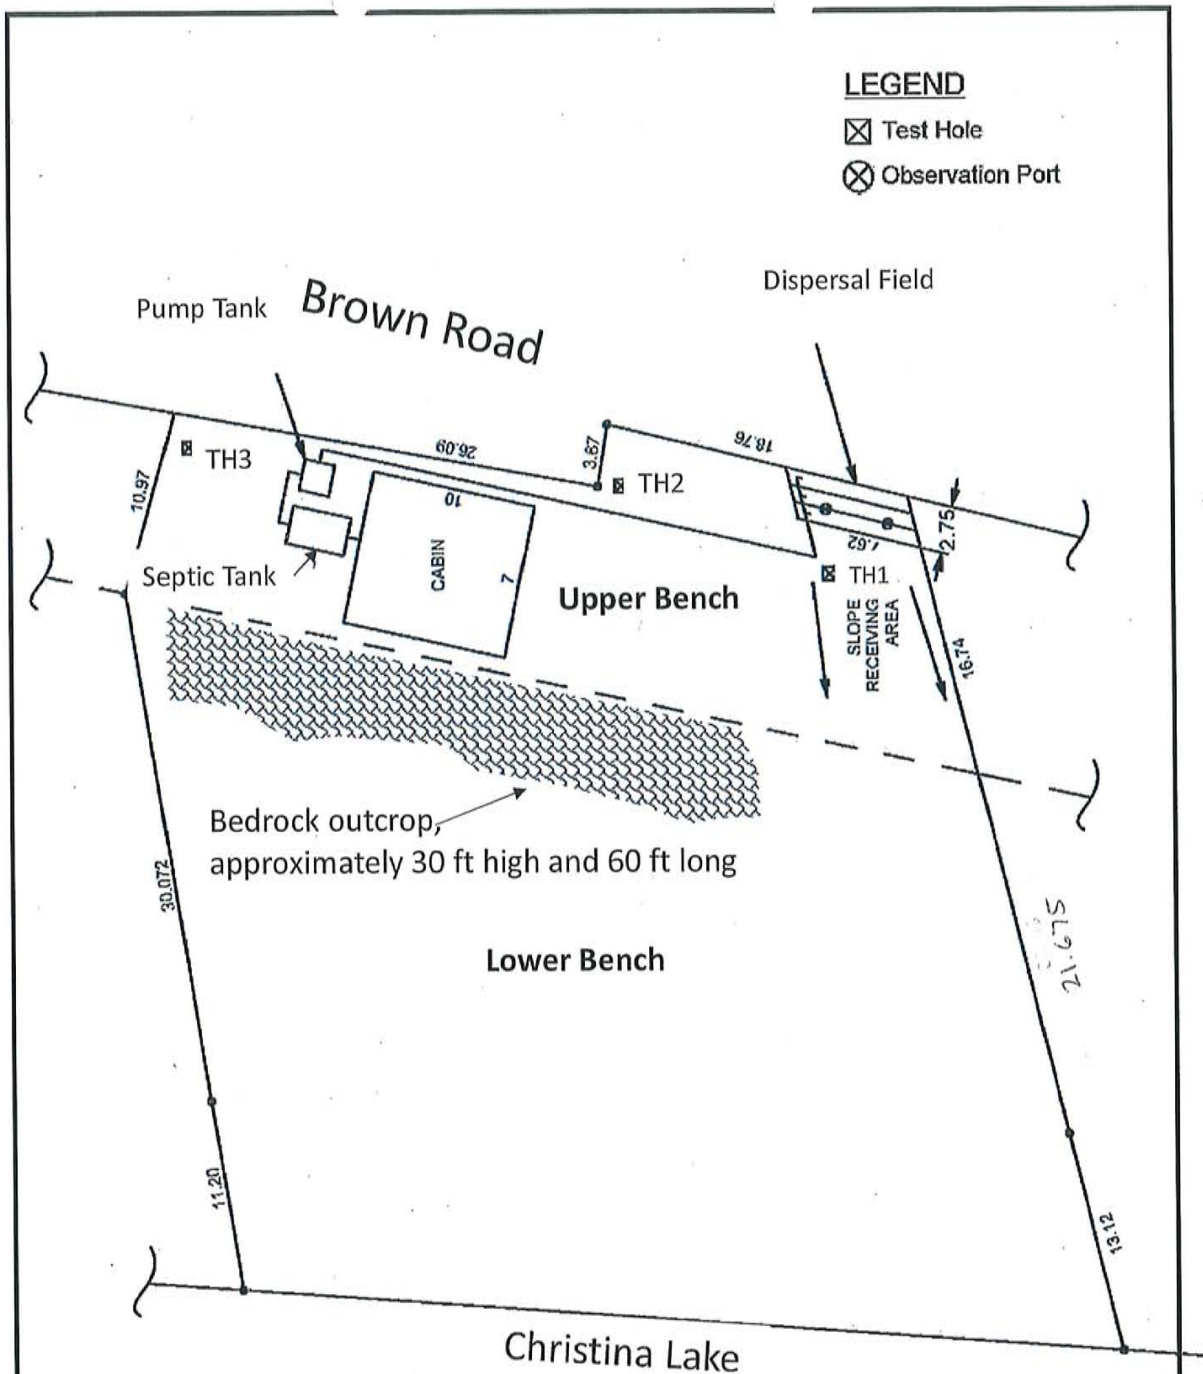 LEGEND
Test Hole
Observation Port
Dispersal Field
Pump Tank
Brown Road
18.76
26.09
3.67
TH3
TH2
10.97
10
2.75
7.62
CABIN
7
TH1
Septic Tank
Upper Bench
SLOPE
RECEIVING
AREA
16.74
Bedrock outcrop,
approximately 30 ft high and 60 ft long
30.072
21.675
Lower Bench
11.20
13.12
Christina Lake